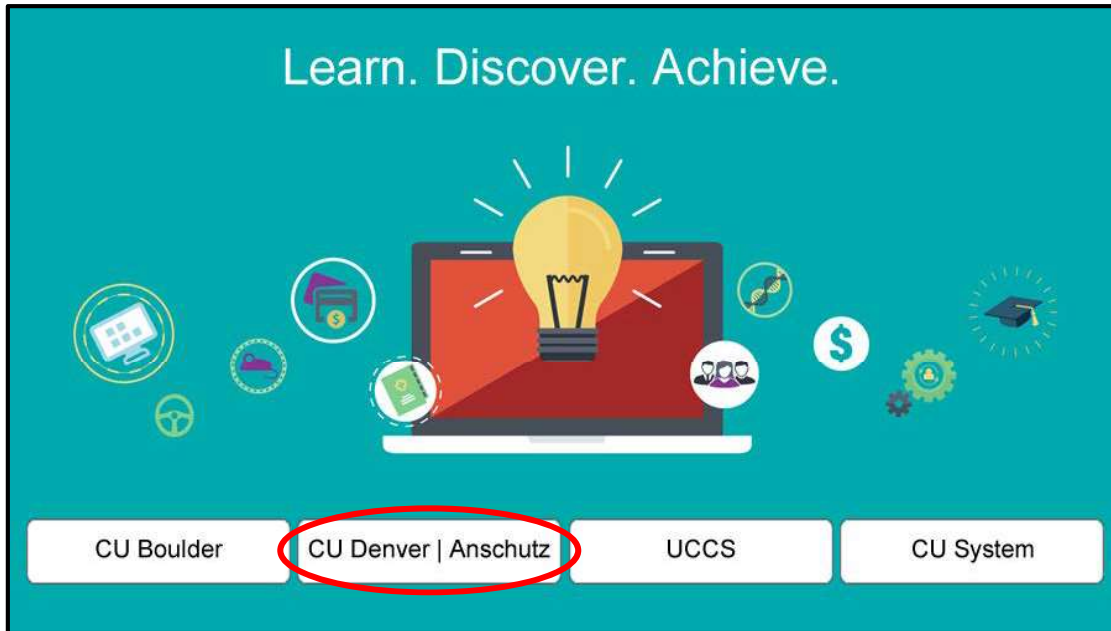 Learn. Discover. Achieve.
$
$
CU Boulder
CU Denver | Anschutz
UCCS
CU System